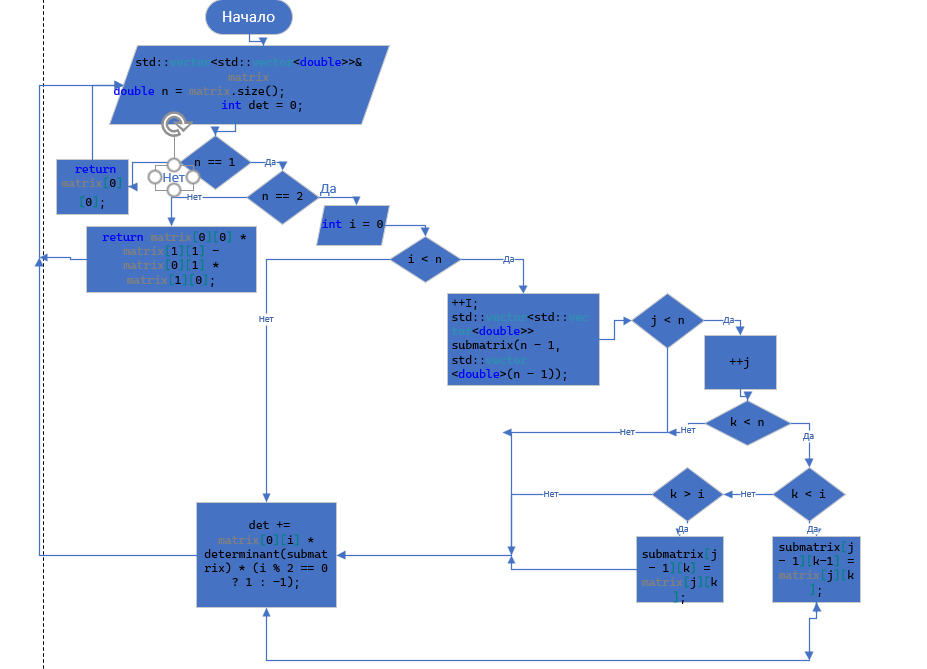 Начало
std::vector<std::vector<double>>&
matrix
double n = matrix.size();
int det = 0;
n == 1
Да
Нет
return
matrix[0]
[0];
n == 2
Да
Нет
int i = 0
return matrix[0][0] *
matrix[1][1] -
matrix[0][1] *
matrix[1][0];
i < n
Да
Нет
++I;
std::vector<std::vec
tor<double>>
submatrix(n - 1,
std::vector
<double>(n - 1));
j < n
Да
++j
k < n
Нет
Нет
Да
k > i
Нет
Нет
k < i
Да
Да
submatrix[j
- 1][k] =
matrix[j][k
];
submatrix[j
- 1][k-1] =
matrix[j][k
];
det +=
matrix[0][i] *
determinant(submat
rix) * (i % 2 == 0
? 1 : -1);